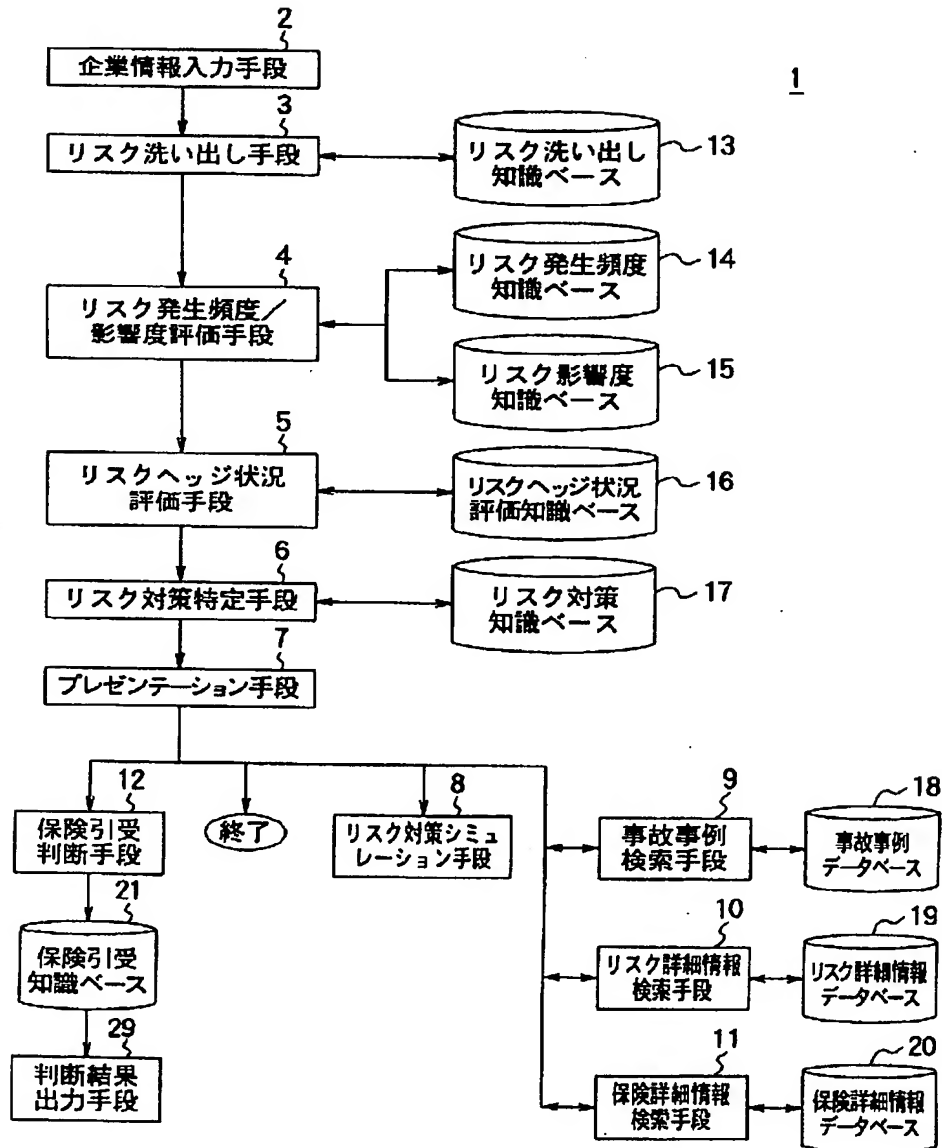 2
企業情報入力手段
1
3
リスク洗い出し手段
リスク洗い出し
知識ベース
13
4
リスク発生頻度/
影響度評価手段
リスク発生頻度
知識ベース
14
リスク影響度
知識ベース
15
5
リスクヘッジ状況
評価手段
リスクヘッジ状況
評価知識ベース
16
6
リスク対策特定手段
リスク対策
知識ベース
17
7
プレゼンテーション手段
12
保険引受
判断手段
終了
8
リスク対策シミュ
レーション手段
9
事故事例
検索手段
18
事故事例
データベース
21
保険引受
知識ベース
10
リスク詳細情報
検索手段
19
リスク詳細情報
データベース
29
判断結果
出力手段
11
保険詳細情報
検索手段
20
保険詳細情報
データベース